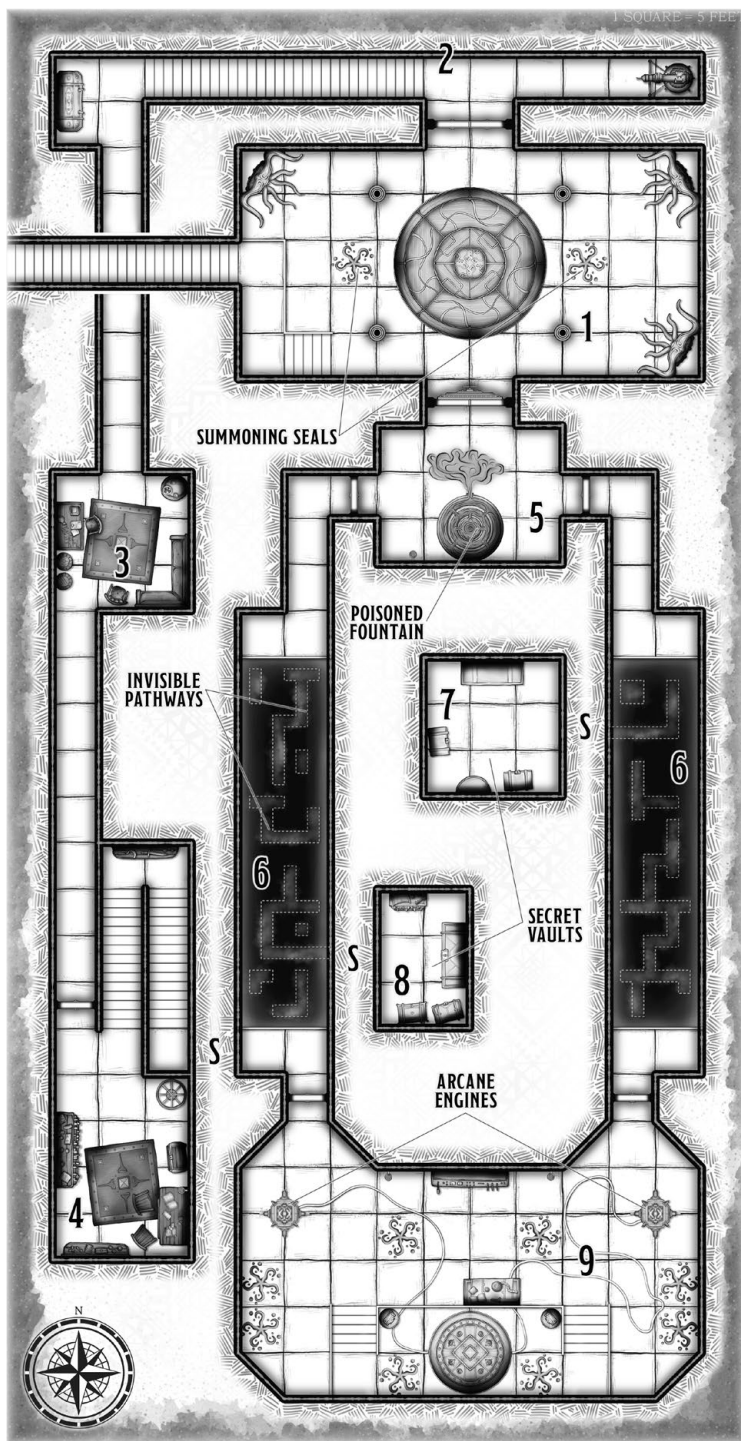 1 SQUARE = 5 FEE
2
1
SUMMONING SEALS
5
3
POISONED
FOUNTAIN
INVISIBLE
PATHWAYS
7
S
6
6
SECRET
VAULTS
S
8
S
ARCANE
ENGINES
4
9
N